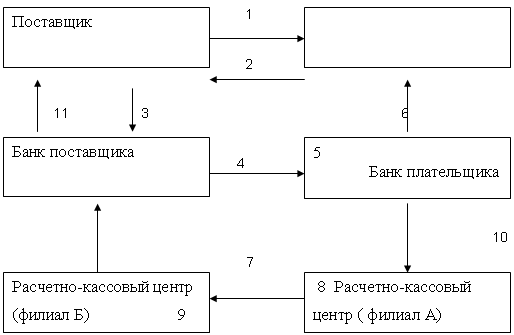 Поставщик
1
2
11
3
6
Банк поставщика
4
5
Банк плательщика
10
7
Расчетно-кассовый центр
(филиал Б) 9
8 Расчетно-кассовый
центр ( филиал А)